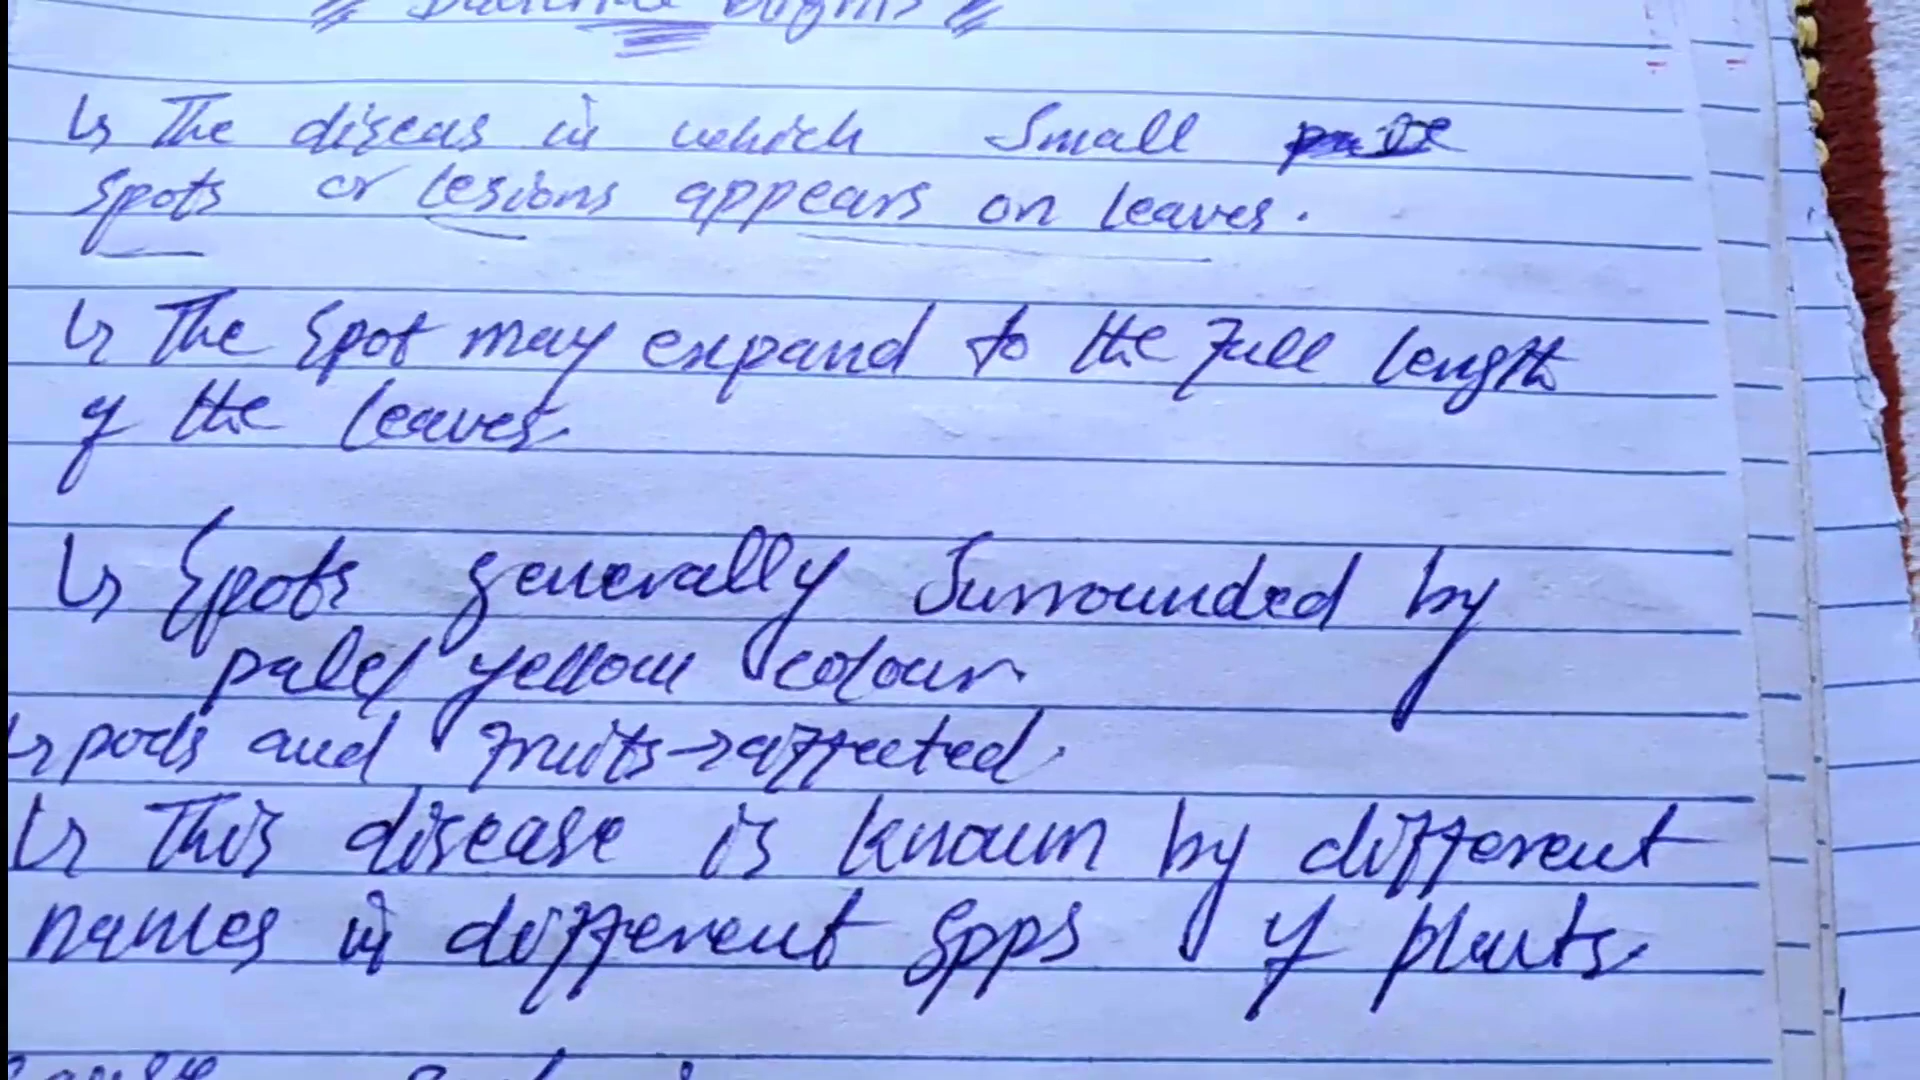 ↳ The diseas in which Small
Spots or lesions appears on leaves.
↳ The Spot may expand to the full length
of the leaves.
↳ Spots generally Surrounded by
paled yellow colour.
↳ pods and fruits→affected.
↳ This disease is known by different
names in different Spps of plants.